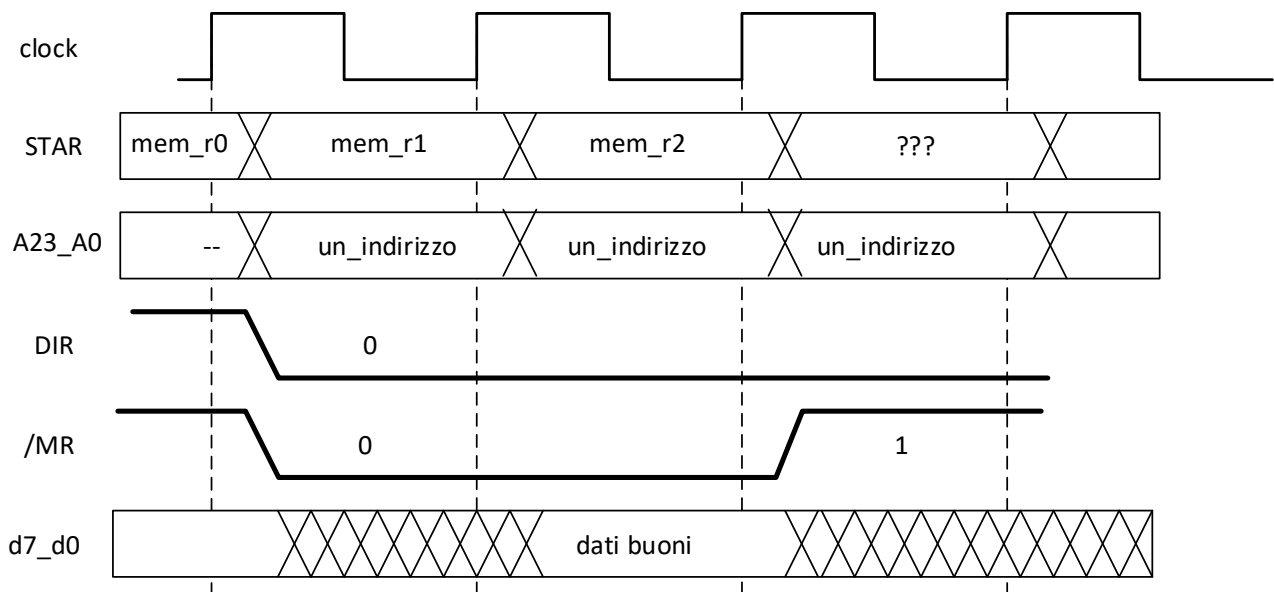 clock
STAR mem_r0 mem_r1 mem_r2 ???
A23_A0 -- un_indirizzo un_indirizzo un_indirizzo
DIR 0
/MR 0 1
d7_d0 dati buoni